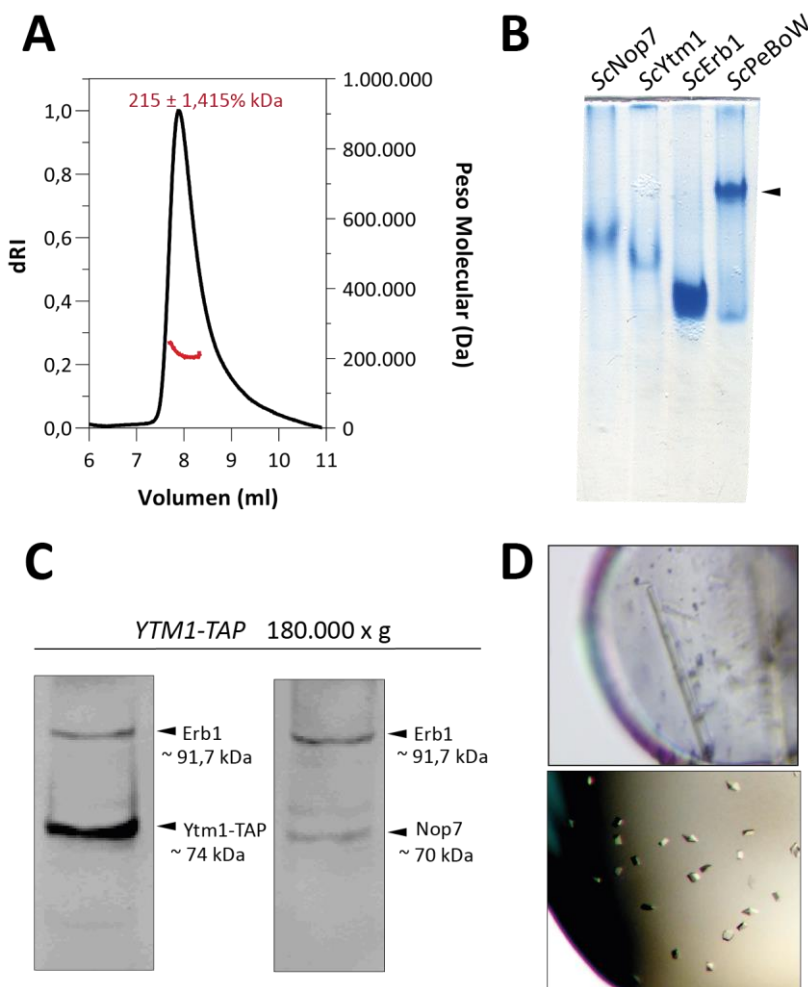 A
215 ± 1,415% kDa
1,0
0,8
0,6
0,4
0,2
0,0
dRI
6 7 8 9 10 11
Volumen (ml)
1.000.000
800.000
600.000
400.000
200.000
0
Peso Molecular (Da)
B
ScNop7 ScYtm1 ScErb1 ScPeBoW
C
YTM1-TAP 180.000 x g
Erb1
~ 91,7 kDa
Ytm1-TAP
~ 74 kDa
Erb1
~ 91,7 kDa
Nop7
~ 70 kDa
D